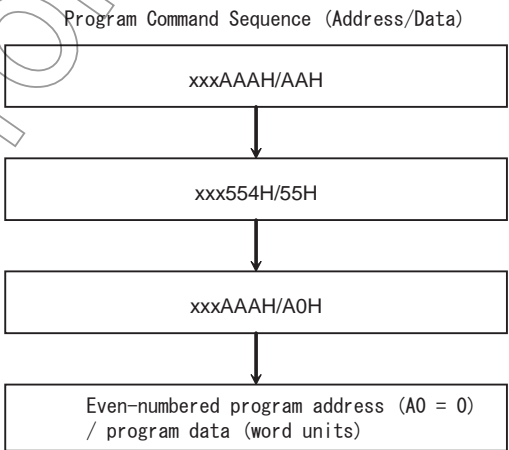 Program Command Sequence (Address/Data)
xxxAAAH/AAH
xxx554H/55H
xxxAAAH/A0H
Even-numbered program address (A0 = 0)
/ program data (word units)